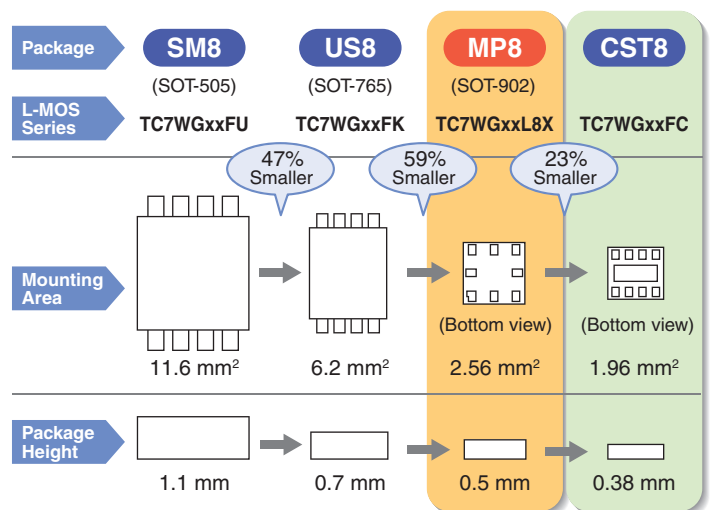 Package SM8 US8 MP8 CST8
(SOT-505) (SOT-765) (SOT-902)
L-MOS
Series
TC7WGxxFU TC7WGxxFK TC7WGxxL8X TC7WGxxFC
47% 59% 23%
Smaller Smaller Smaller
Mounting
Area
(Bottom view) (Bottom view)
11.6 mm² 6.2 mm² 2.56 mm² 1.96 mm²
Package
Height
1.1 mm 0.7 mm 0.5 mm 0.38 mm